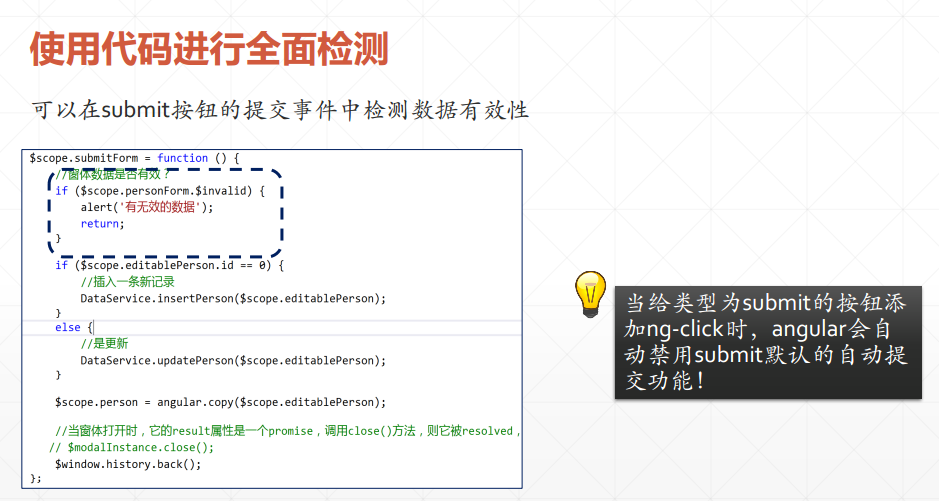 使用代码进行全面检测
可以在submit按钮的提交事件中检测数据有效性
$scope.submitForm = function () {
//窗体数据是否有效？
if ($scope.personForm.$invalid) {
alert('有无效的数据');
return;
}
if ($scope.editablePerson.id == 0) {
//插入一条新记录
DataService.insertPerson($scope.editablePerson);
}
else {
//是更新
DataService.updatePerson($scope.editablePerson);
}
$scope.person = angular.copy($scope.editablePerson);
//当窗体打开时，它的result属性是一个promise，调用close()方法，则它被resolved，
// $modalInstance.close();
$window.history.back();
};
当给类型为submit的按钮添
加ng-click时，angular会自
动禁用submit默认的自动提
交功能！